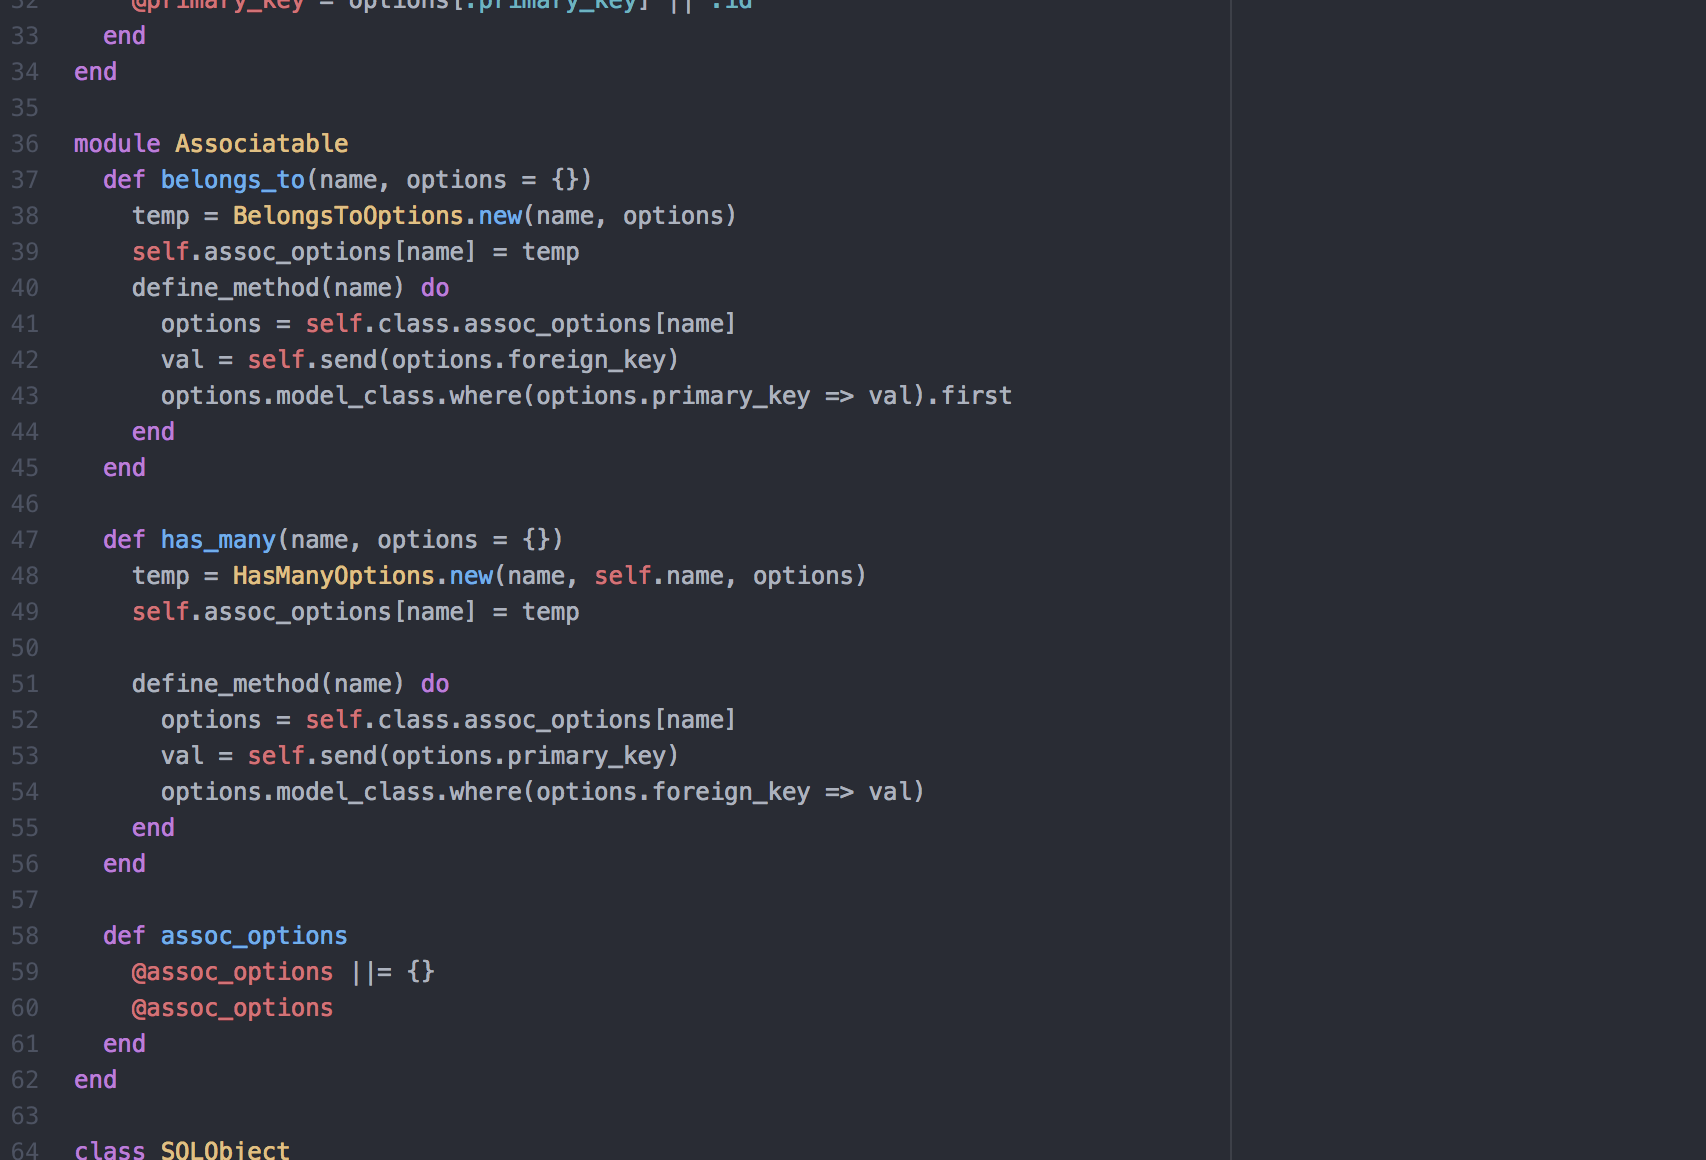 32 @primary_key = options[:primary_key] || :id
33 end
34 end
35
36 module Associatable
37 def belongs_to(name, options = {})
38 temp = BelongsToOptions.new(name, options)
39 self.assoc_options[name] = temp
40 define_method(name) do
41 options = self.class.assoc_options[name]
42 val = self.send(options.foreign_key)
43 options.model_class.where(options.primary_key => val).first
44 end
45 end
46
47 def has_many(name, options = {})
48 temp = HasManyOptions.new(name, self.name, options)
49 self.assoc_options[name] = temp
50
51 define_method(name) do
52 options = self.class.assoc_options[name]
53 val = self.send(options.primary_key)
54 options.model_class.where(options.foreign_key => val)
55 end
56 end
57
58 def assoc_options
59 @assoc_options ||= {}
60 @assoc_options
61 end
62 end
63
64 class SQLObject